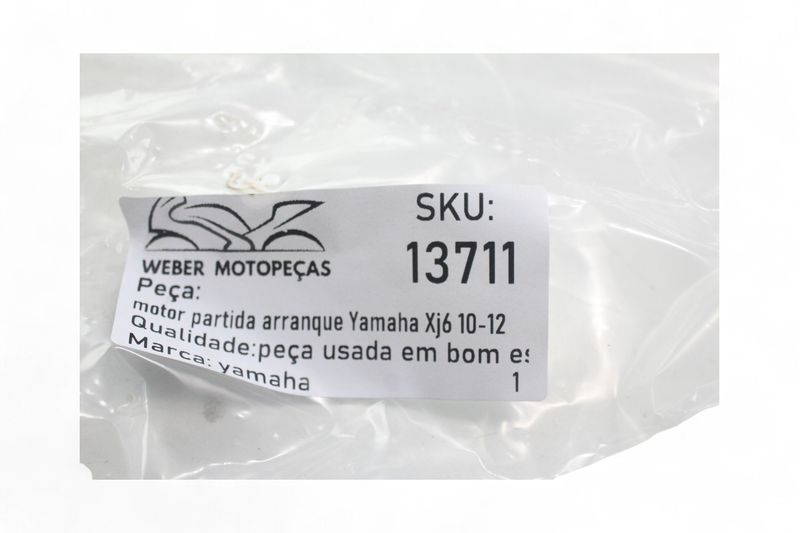 SKU:
13711
WEBER MOTOPEÇAS
Peça:
motor partida arranque Yamaha Xj6 10-12
Qualidade:peça usada em bom es
Marca: yamaha
1